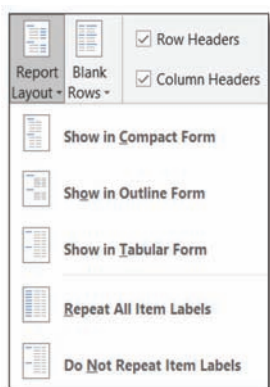 Report Layout
Blank Rows
Row Headers
Column Headers
Show in Compact Form
Show in Outline Form
Show in Tabular Form
Repeat All Item Labels
Do Not Repeat Item Labels